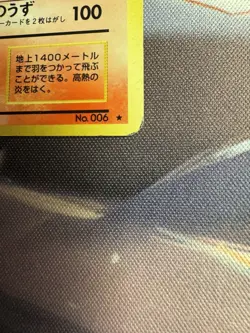 うず 100
ーカードを2枚はがし
地上1400メートル
まで羽をつかって飛ぶ
ことができる。高熱の
炎をはく。
No. 006 ★